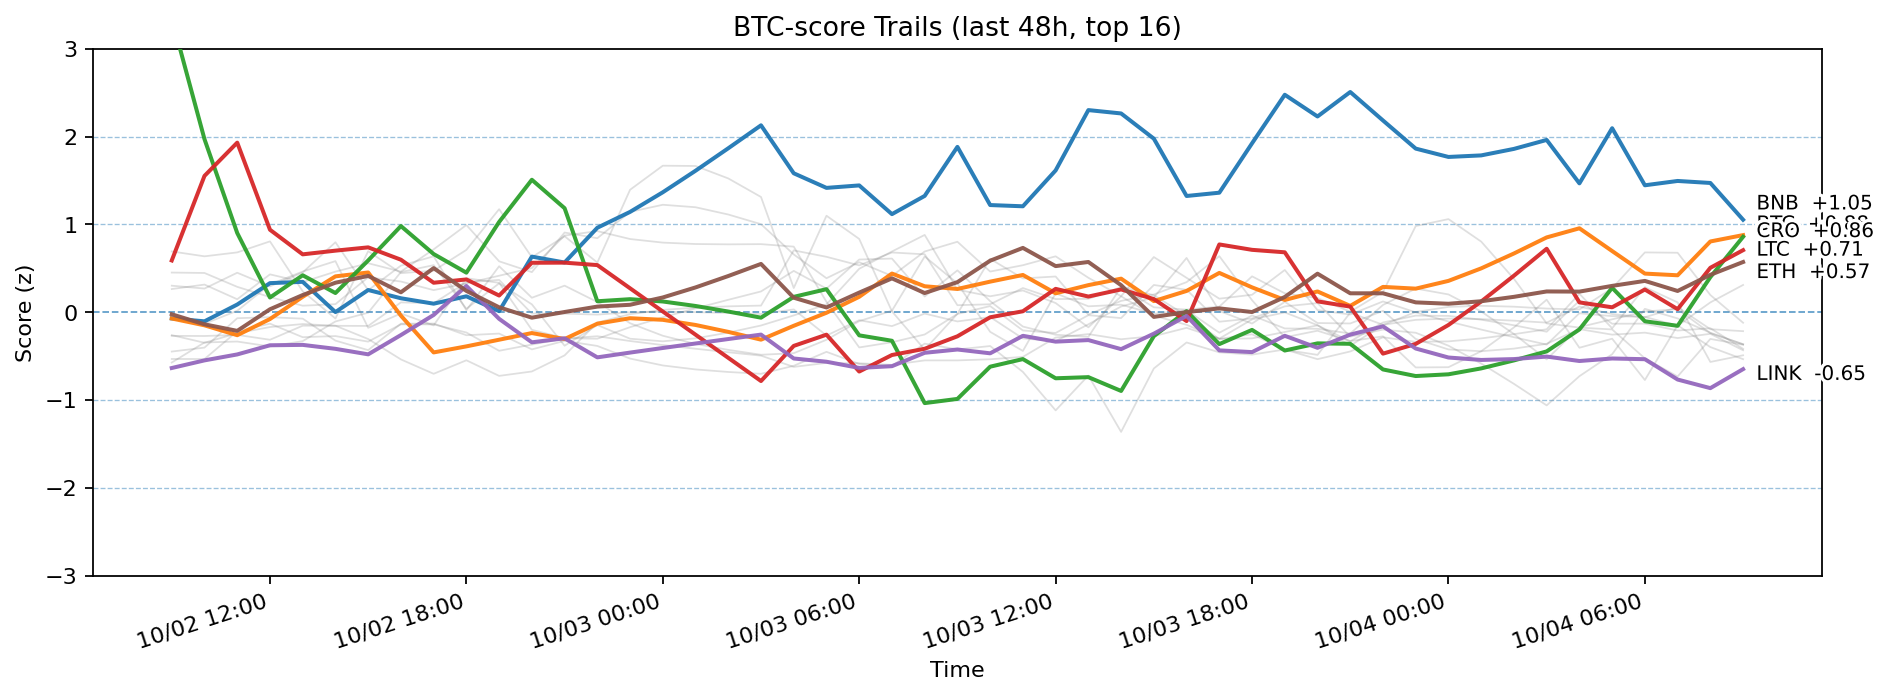 BTC-score Trails (last 48h, top 16)
3
2
1
0
−1
−2
−3
Score (z)
BNB +1.05
CRO +0.86
LTC +0.71
ETH +0.57
LINK -0.65
10/02 12:00
10/02 18:00
10/03 00:00
10/03 06:00
10/03 12:00
10/03 18:00
10/04 00:00
10/04 06:00
Time